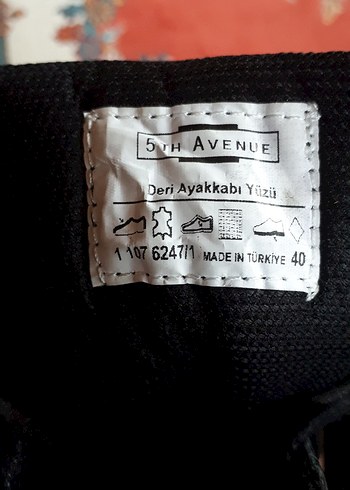 5TH AVENUE
Deri Ayakkabı Yüzü
1 107 6247/1 MADE IN TÜRKİYE 40